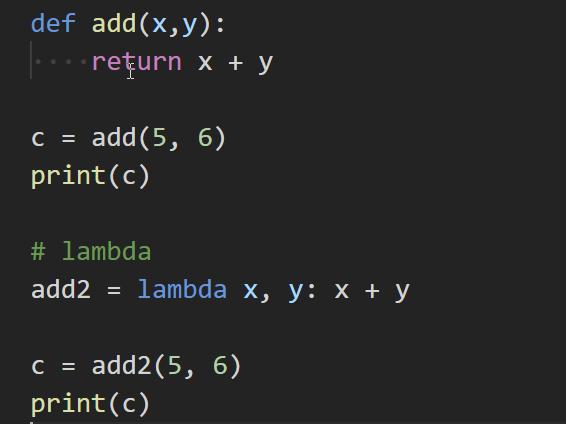 def add(x,y):
    return x + y
c = add(5, 6)
print(c)
# lambda
add2 = lambda x, y: x + y
c = add2(5, 6)
print(c)